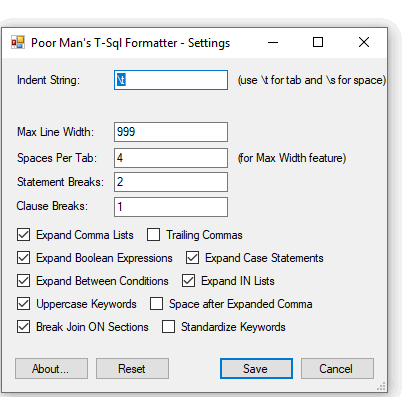 Poor Man's T-Sql Formatter - Settings
Indent String: \t (use \t for tab and \s for space)
Max Line Width: 999
Spaces Per Tab: 4 (for Max Width feature)
Statement Breaks: 2
Clause Breaks: 1
Expand Comma Lists Trailing Commas
Expand Boolean Expressions Expand Case Statements
Expand Between Conditions Expand IN Lists
Uppercase Keywords Space after Expanded Comma
Break Join ON Sections Standardize Keywords
About... Reset Save Cancel